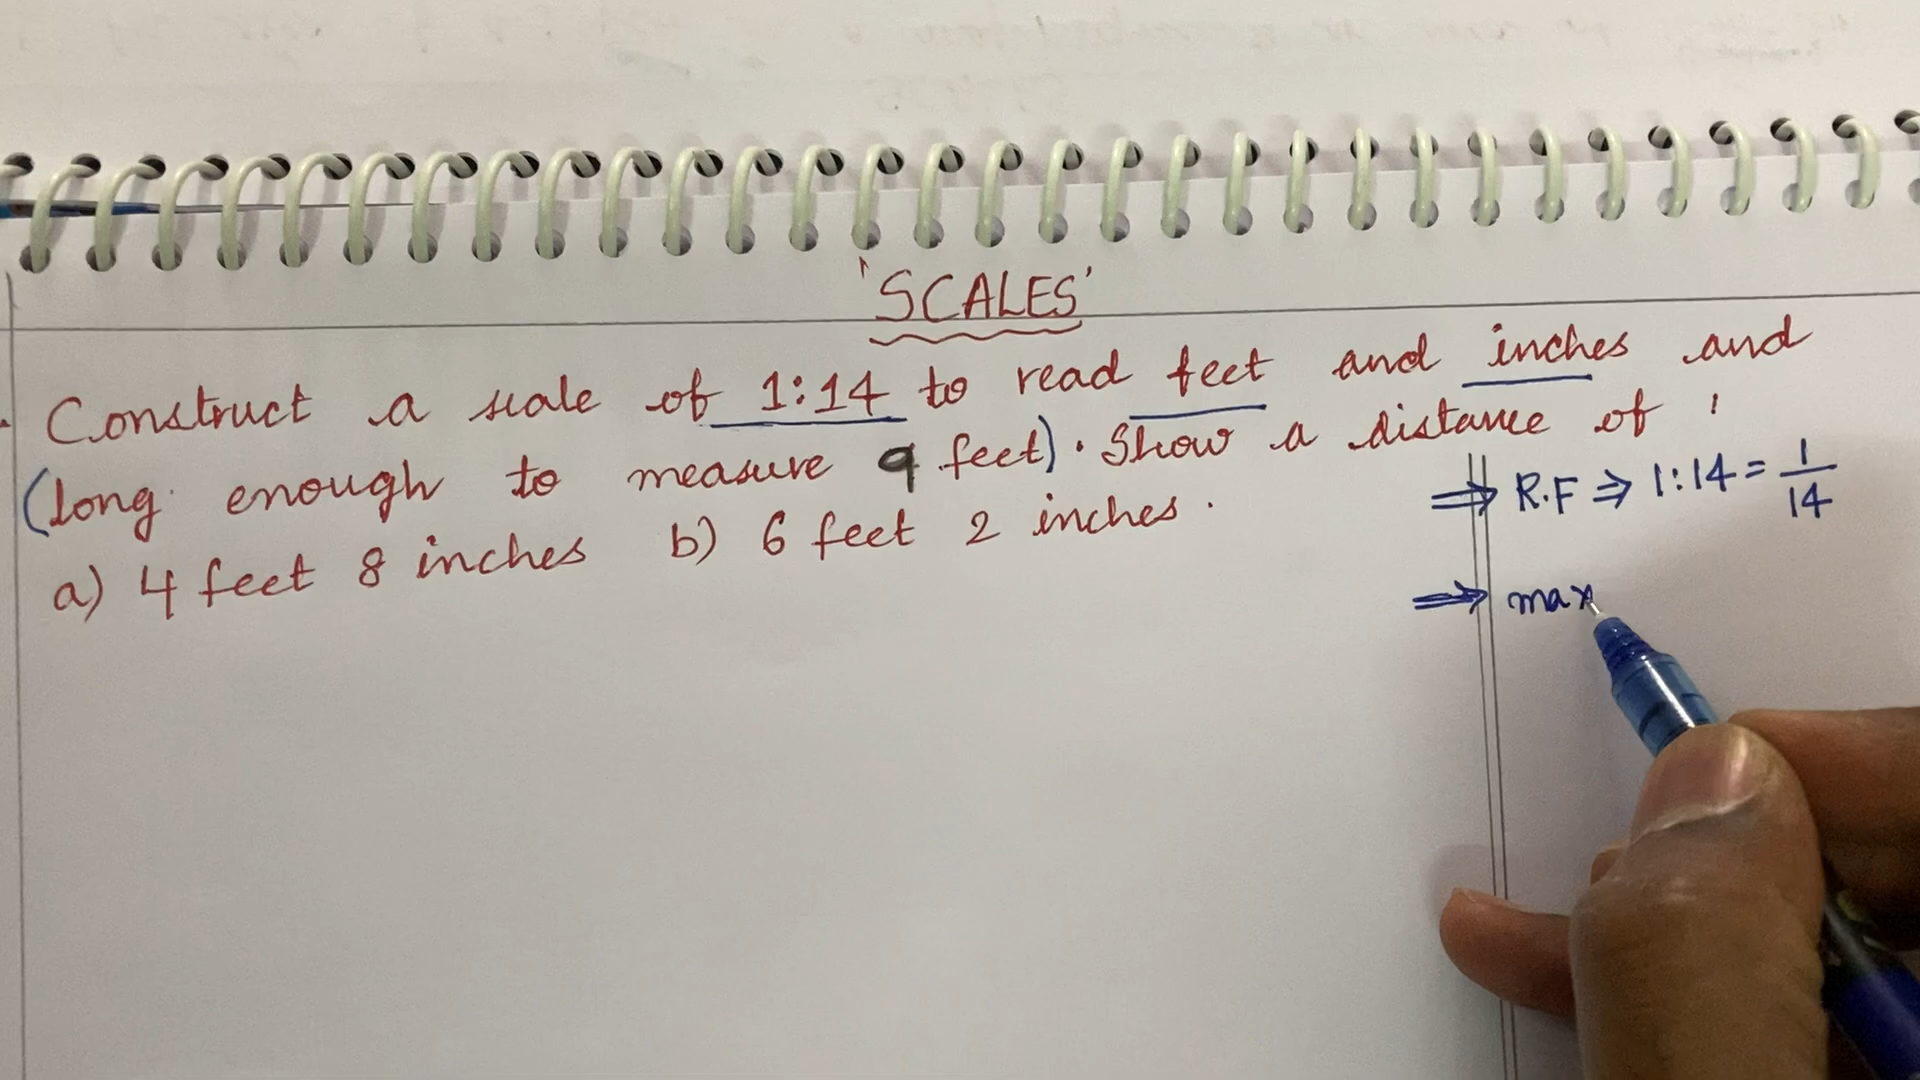 'SCALES'
Construct a scale of 1:14 to read feet and inches and
(long enough to measure 9 feet). Show a distance of
a) 4 feet 8 inches b) 6 feet 2 inches.
⇒ R.F ⇒ 1:14 = 1/14
⇒ max